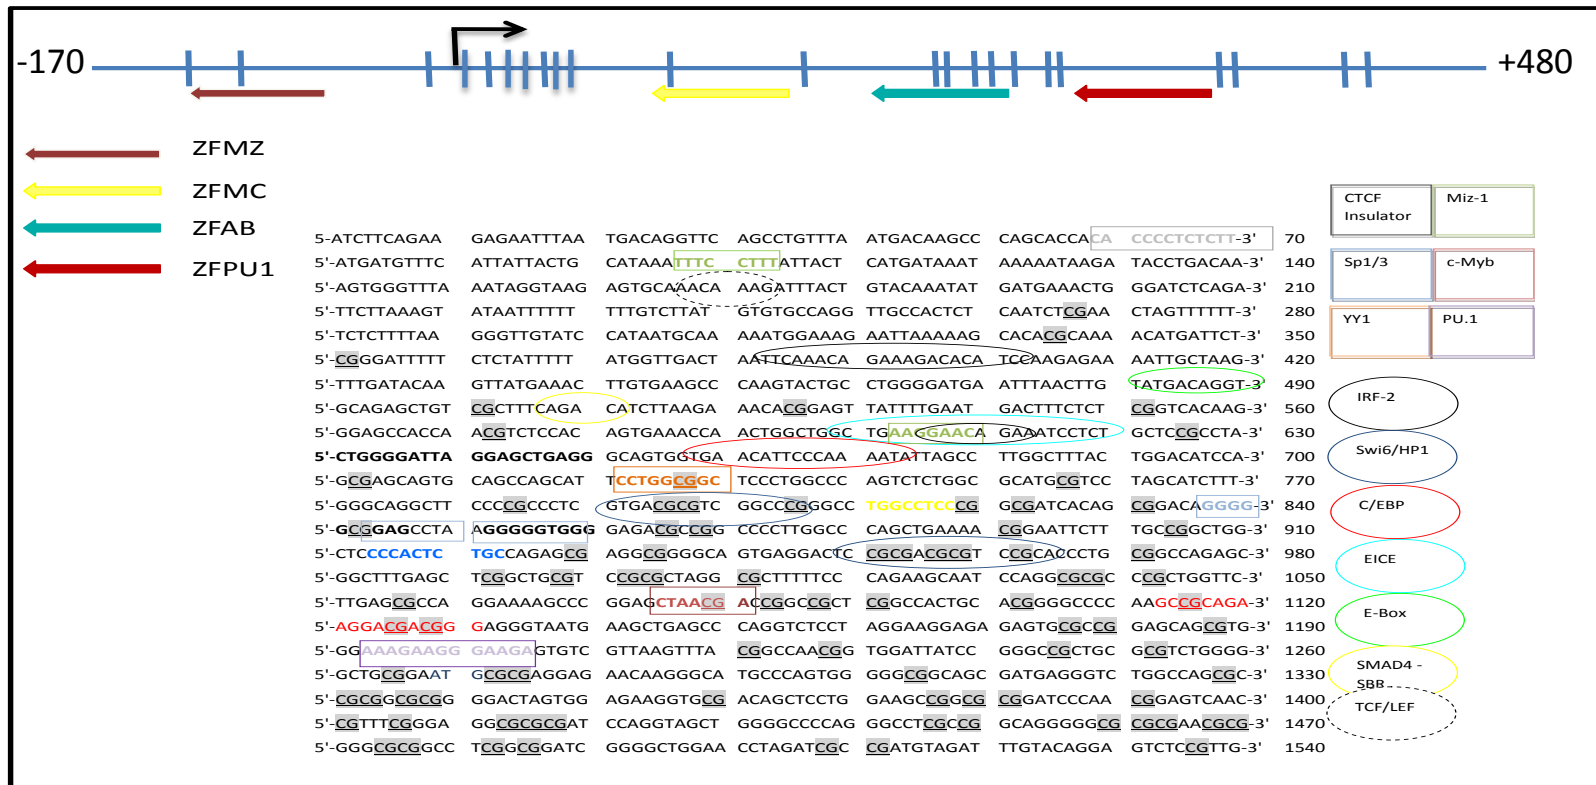 -170 +480
ZFMZ
ZFMC
ZFAB
ZFPU1
CTCF Insulator
Miz-1
Sp1/3
c-Myb
YY1
PU.1
IRF-2
Swi6/HP1
C/EBP
EICE
E-Box
SMAD4 - SBR
TCF/LEF
5-ATCTTCAGAA GAGAATTTAA TGACAGGTTC AGCCTGTTTA ATGACAAGCC CAGCACCACA CCCCTCTCTT-3' 70
5'-ATGATGTTTC ATTATTACTG CATAAATTTC CTTTATTACT CATGATAAAT AAAAATAAGA TACCTGACAA-3' 140
5'-AGTGGGTTTA AATAGGTAAG AGTGCAAACA AAGATTTACT GTACAAATAT GATGAAACTG GGATCTCAGA-3' 210
5'-TTCTTAAAGT ATAATTTTTT TTTGTCTTAT GTGTGCCAGG TTGCCACTCT CAATCTCGAA CTAGTTTTTT-3' 280
5'-TCTCTTTTAA GGGTTGTATC CATAATGCAA AAATGGAAAG AATTAAAAAG CACACGCAAA ACATGATTCT-3' 350
5'-CGGGATTTTT CTCTATTTTT ATGGTTGACT AATTCAAACA GAAAGACACA TCCAAGAGAA AATTGCTAAG-3' 420
5'-TTTGATACAA GTTATGAAAC TTGTGAAGCC CAAGTACTGC CTGGGGATGA ATTTAACTTG TATGACAGGT-3' 490
5'-GCAGAGCTGT CGCTTTCAGA CATCTTAAGA AACACGGAGT TATTTTGAAT GACTTTCTCT CGGTCACAAG-3' 560
5'-GGAGCCACCA ACGTCTCCAC AGTGAAACCA ACTGGCTGGC TGAAGGAACA GAAATCCTCT GCTCCGCCTA-3' 630
5'-CTGGGGATTA GGAGCTGAGG GCAGTGGTGA ACATTCCCAA AATATTAGCC TTGGCTTTAC TGGACATCCA-3' 700
5'-GCGAGCAGTG CAGCCAGCAT TCCTGGCGGC TCCCTGGCCC AGTCTCTGGC GCATGCGTCC TAGCATCTTT-3' 770
5'-GGGCAGGCTT CCCCGCCCTC GTGACGCGTC GGCCCCGGGCC TGGCCTCCCG GCGATCACAG CGGACAGGGG-3' 840
5'-GCGGAGCCTA AGGGGGTGGG GAGACGCCGG CCCCTTGGCC CAGCTGAAAA CGGAATTCTT TGCCGGCTGG-3' 910
5'-CTCCCCACTC TGCCAGAGCG AGGCGGGGCA GTGAGGACTC CGCGACGCGT CCGCACCCTG CGGCCAGAGC-3' 980
5'-GGCTTTGAGC TCGGCTGCGT CCGCGCTAGG CGCTTTTTCC CAGAAGCAAT CCAGGCGCGC CCGCTGGTTC-3' 1050
5'-TTGAGCGCCA GGAAAAGCCC GGAGCTAACG ACCGGCCGCT CGGCCACTGC ACGGGGCCCC AAGCCGCAGA-3' 1120
5'-AGGACGACGG GAGGGTAATG AAGCTGAGCC CAGGTCTCCT AGGAAGGAGA GAGTGCGCCG GAGCAGCGTG-3' 1190
5'-GGAAAGAAGG GAAGAGTGTC GTTAAGTTTA CGGCCAACGG TGGATTATCC GGGCCGCTGC GCGTCTGGGG-3' 1260
5'-GCTGCGGAAT GCGCGAGGAG AACAAGGGCA TGCCCAGTGG GGGCGGCAGC GATGAGGGTC TGGCCAGCGC-3' 1330
5'-CGCGGCGCGG GGACTAGTGG AGAAGGTGCG ACAGCTCCTG GAAGCCGGCG CGGATCCCAA CGGAGTCAAC-3' 1400
5'-CGTTTCGGGA GGCGCGCGAT CCAGGTAGCT GGGGCCCCAG GGCCTCGCCG GCAGGGGGCG CGCGAACGCG-3' 1470
5'-GGGCGCGGCC TCGGCGGATC GGGGCTGGAA CCTAGATCGC CGATGTAGAT TTGTACAGGA GTCTCCGTTG-3' 1540